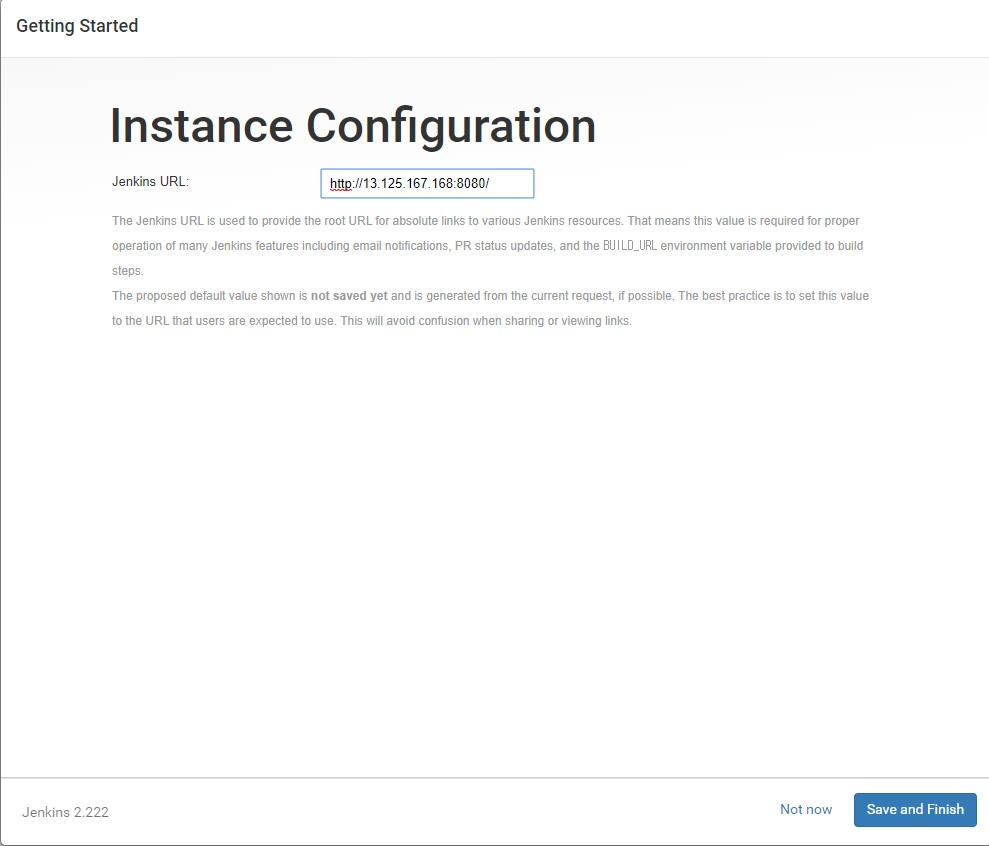 Getting Started
Instance Configuration
Jenkins URL:
http://13.125.167.168:8080/
The Jenkins URL is used to provide the root URL for absolute links to various Jenkins resources. That means this value is required for proper
operation of many Jenkins features including email notifications, PR status updates, and the BUILD_URL environment variable provided to build
steps.
The proposed default value shown is not saved yet and is generated from the current request, if possible. The best practice is to set this value
to the URL that users are expected to use. This will avoid confusion when sharing or viewing links.
Jenkins 2.222
Not now
Save and Finish